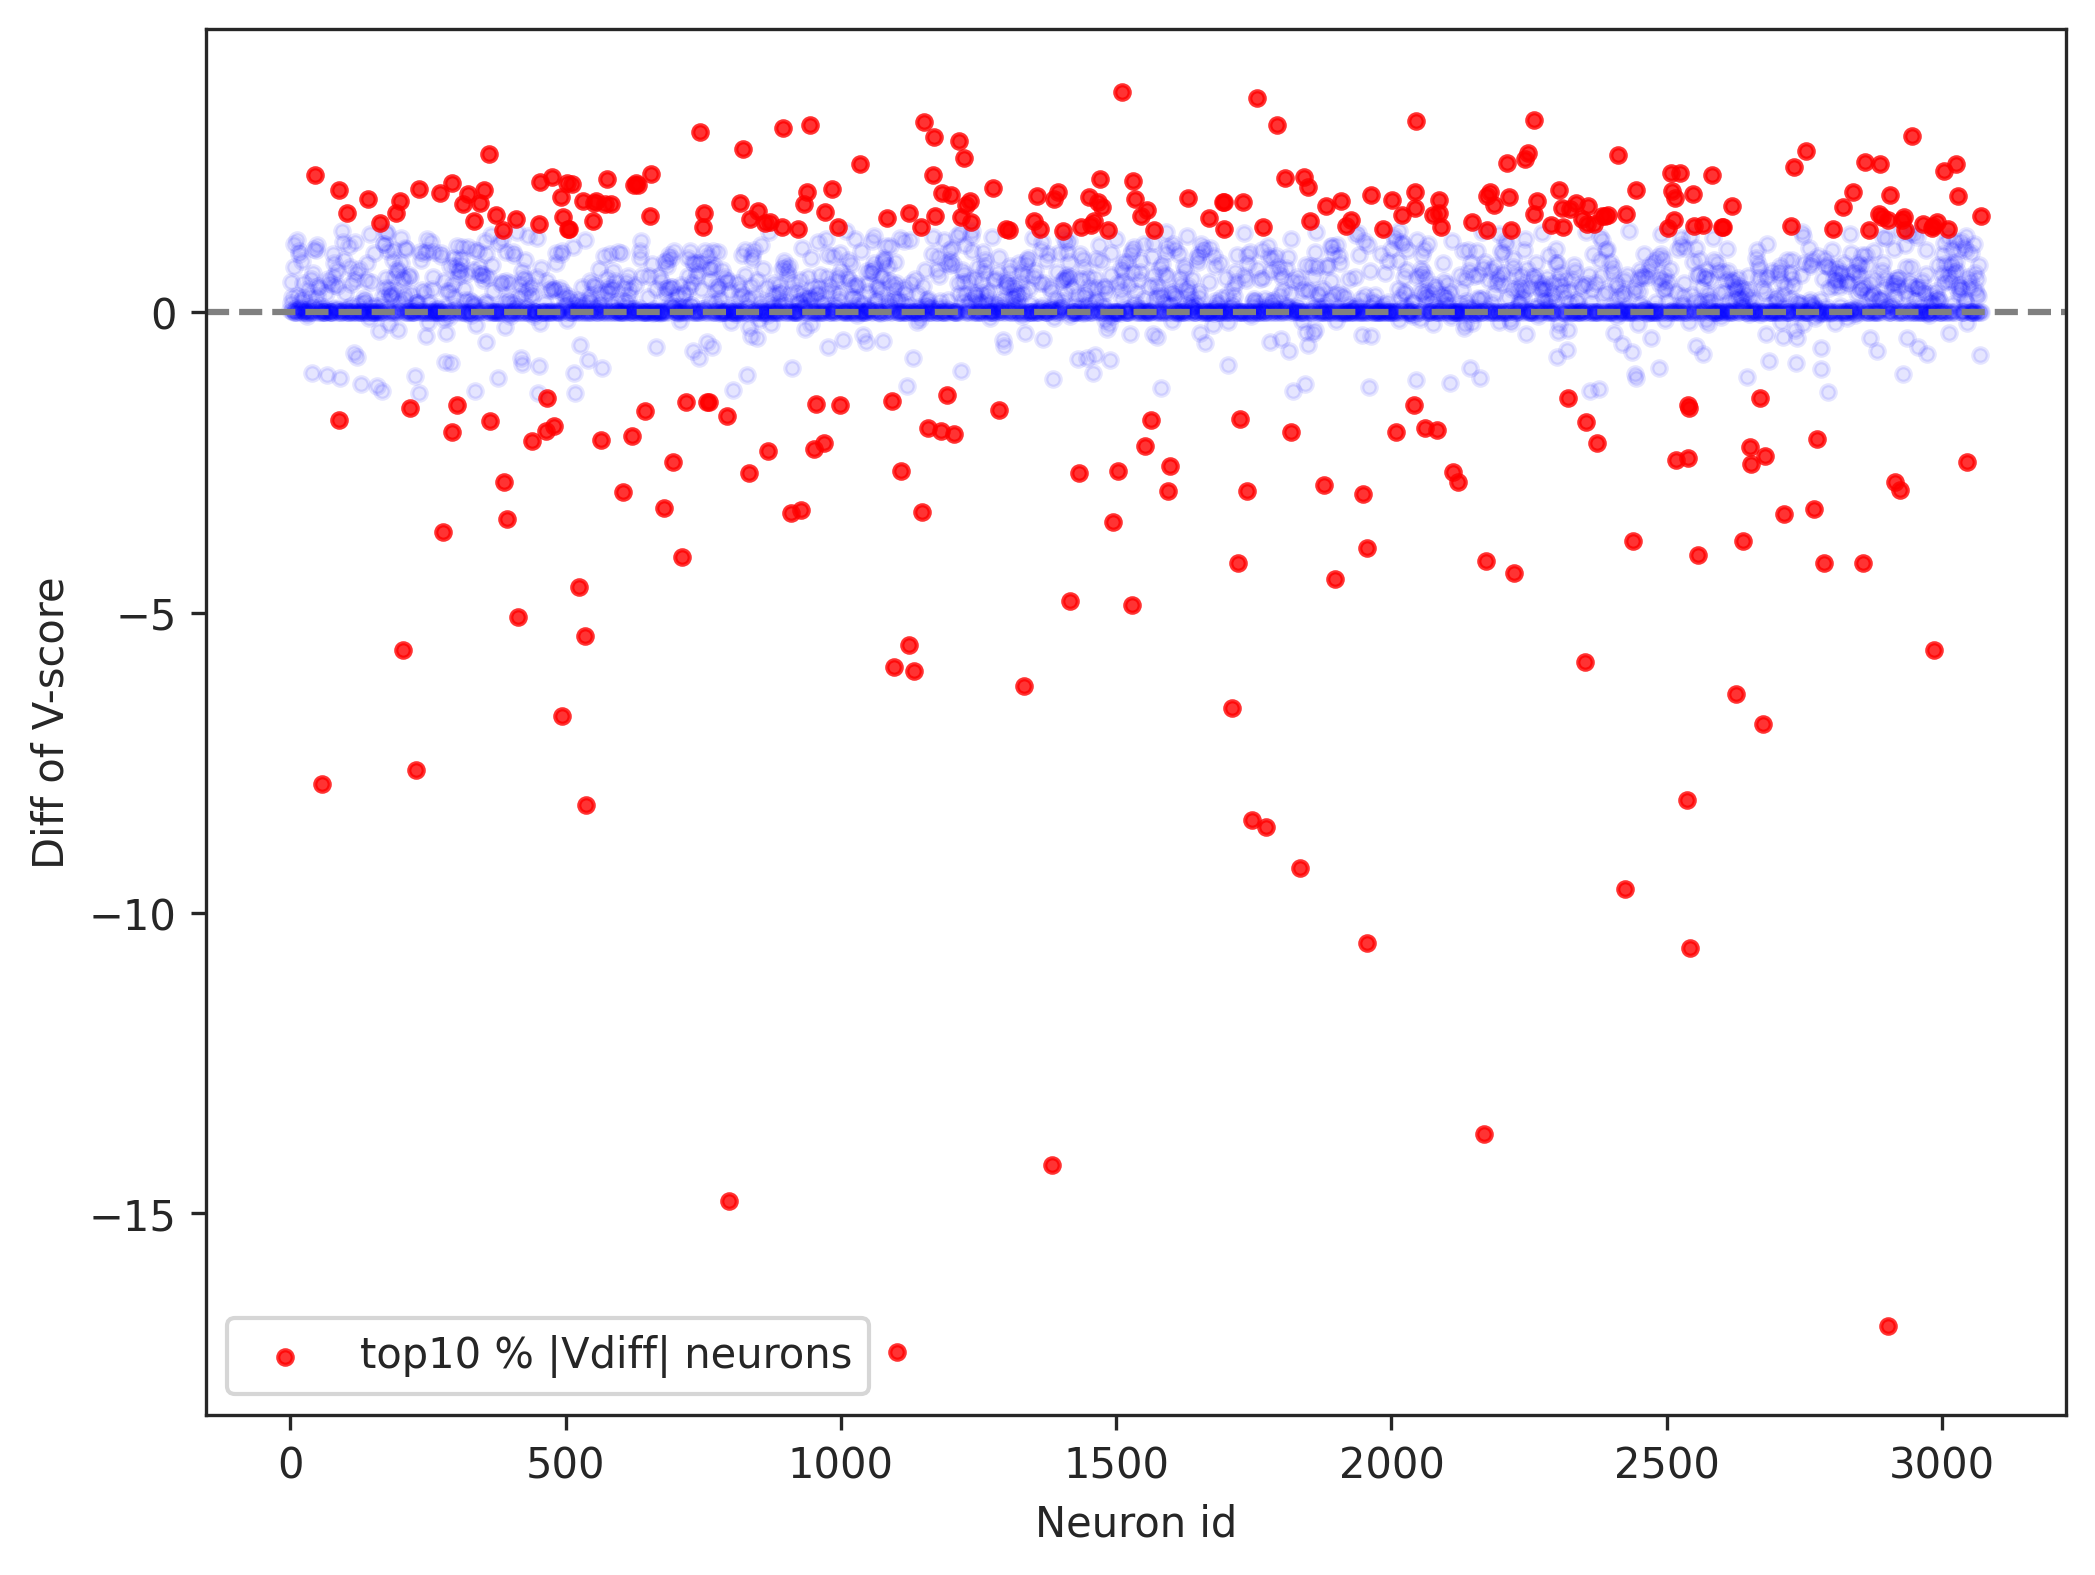 0
−5
−10
−15
Diff of V-score
top10 % |Vdiff| neurons
0 500 1000 1500 2000 2500 3000
Neuron id